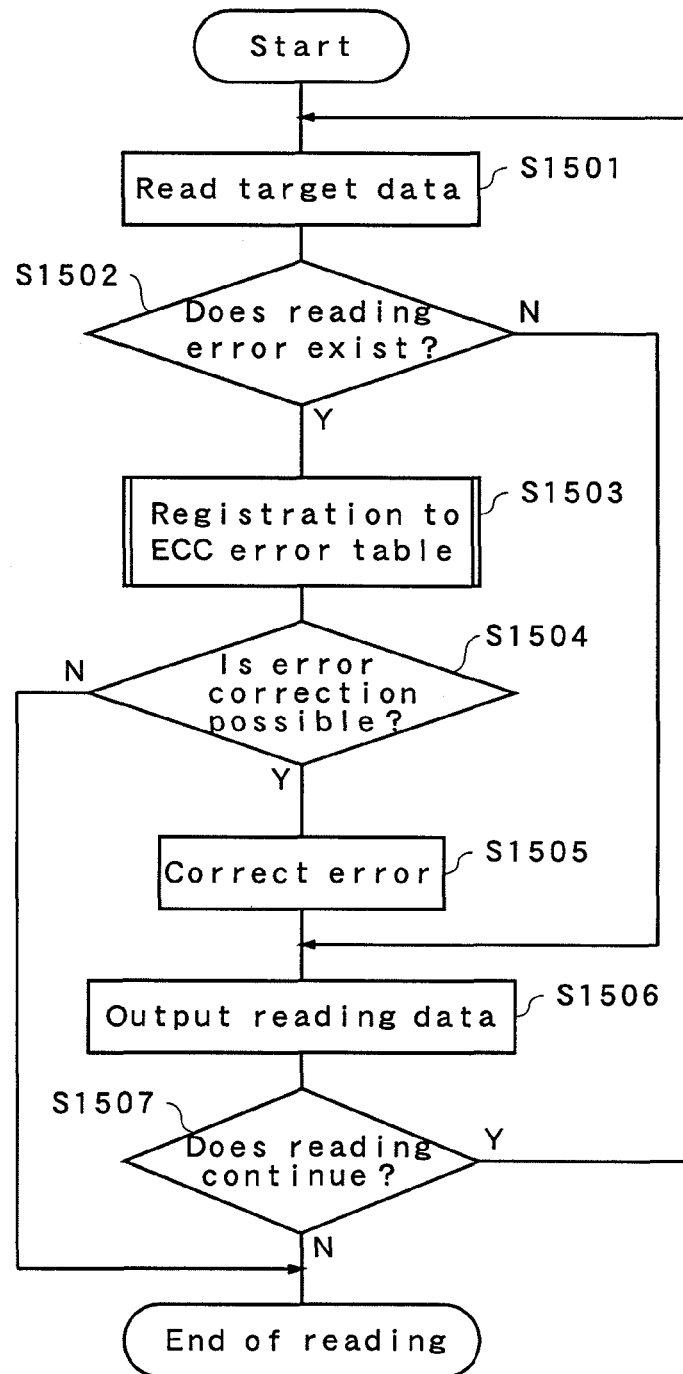 Start
Read target data
S1501
S1502
Does reading
error exist?
N
Y
Registration to
ECC error table
S1503
S1504
N
Is error
correction
possible?
Y
Correct error
S1505
Output reading data
S1506
S1507
Does reading
continue?
Y
N
End of reading